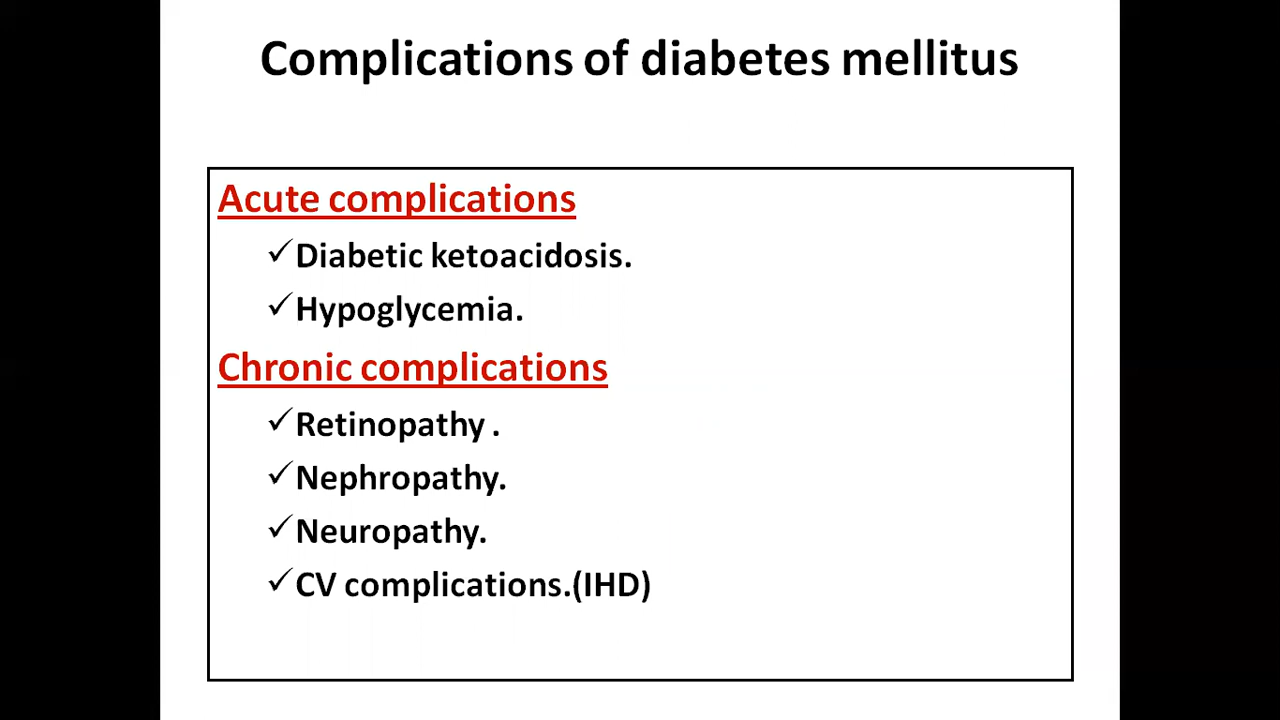 Complications of diabetes mellitus
Acute complications
✓Diabetic ketoacidosis.
✓Hypoglycemia.
Chronic complications
✓Retinopathy .
✓Nephropathy.
✓Neuropathy.
✓CV complications.(IHD)